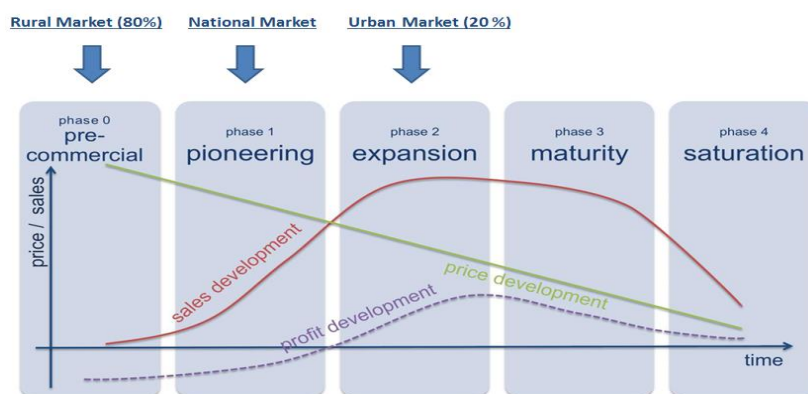 Rural Market (80%)
National Market
Urban Market (20 %)
phase 0
pre-
commercial
phase 1
pioneering
phase 2
expansion
phase 3
maturity
phase 4
saturation
price / sales
sales development
price development
profit development
time